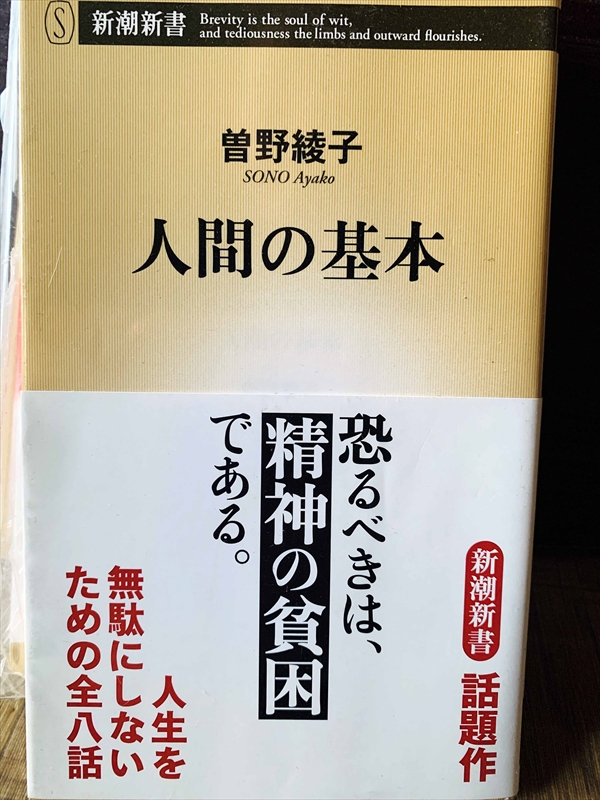 新潮新書
Brevity is the soul of wit,
and tediousness the limbs and outward flourishes.
曽野綾子
SONO Ayako
人間の基本
恐るべきは、
精神の貧困
である。
新潮新書
話題作
人生を
無駄にしない
ための全八話